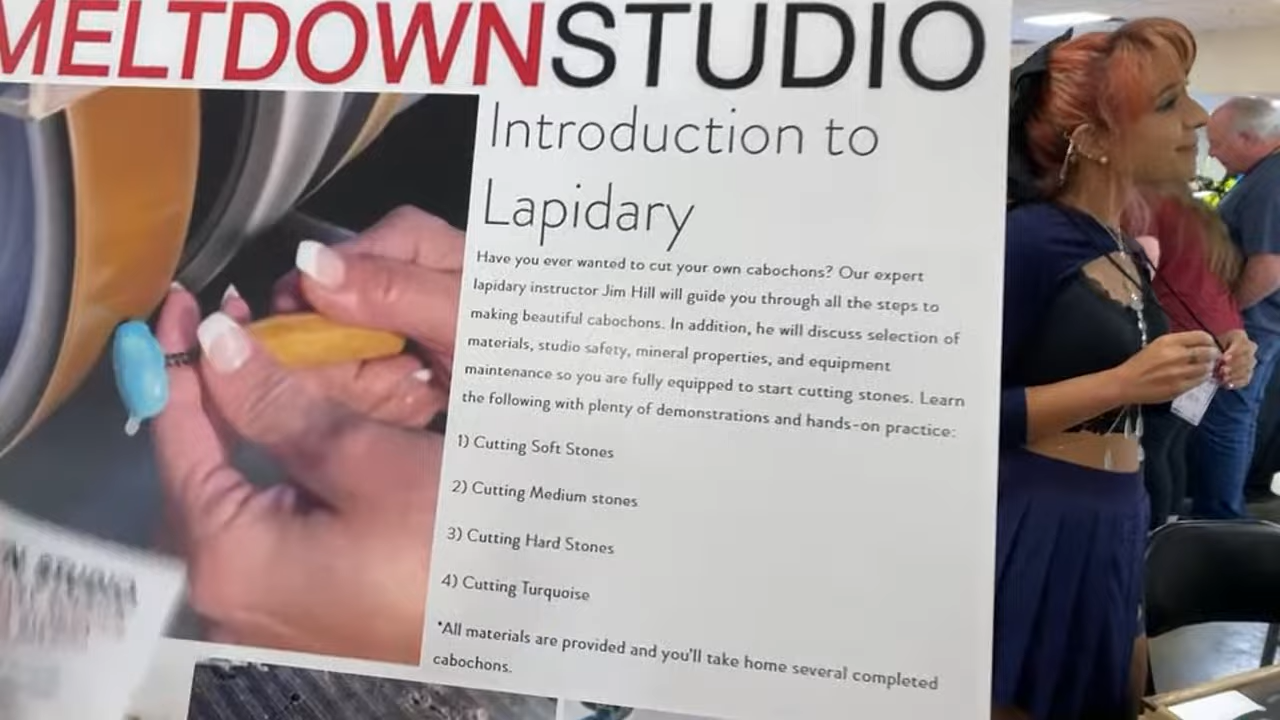 MELTDOWNSTUDIO
Introduction to
Lapidary
Have you ever wanted to cut your own cabochons? Our expert
lapidary instructor Jim Hill will guide you through all the steps to
making beautiful cabochons. In addition, he will discuss selection of
materials, studio safety, mineral properties, and equipment
maintenance so you are fully equipped to start cutting stones. Learn
the following with plenty of demonstrations and hands-on practice:
1) Cutting Soft Stones
2) Cutting Medium stones
3) Cutting Hard Stones
4) Cutting Turquoise
*All materials are provided and you'll take home several completed
cabochons.